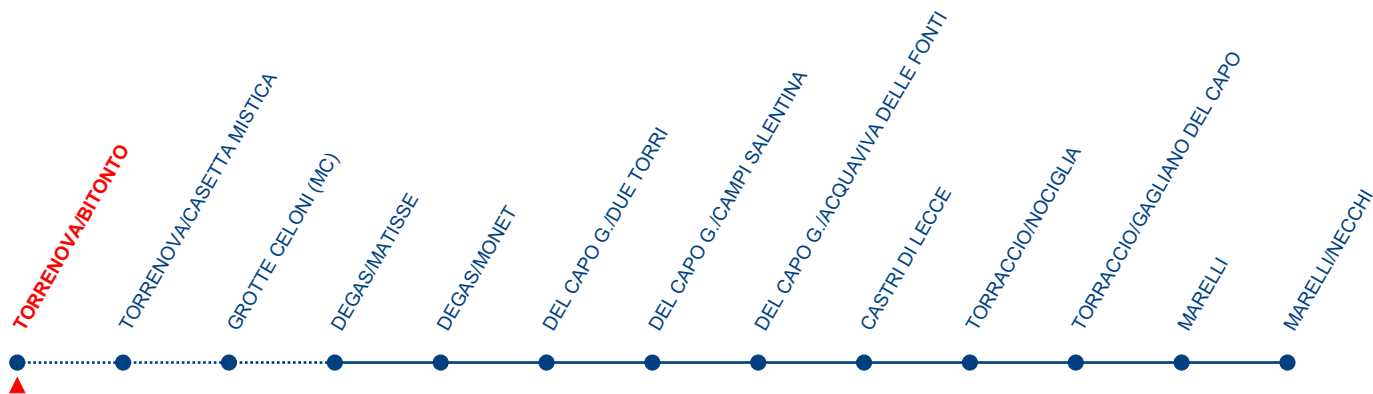 TORRENOVA/BITONTO
TORRENOVA/CASETTA MISTICA
GROTTE CELONI (MC)
DEGAS/MATISSE
DEGAS/MONET
DEL CAPO G./DUE TORRI
DEL CAPO G./CAMPI SALENTINA
DEL CAPO G./ACQUAVIVA DELLE FONTI
CASTRI DI LECCE
TORRACCIO/NOCIGLIA
TORRACCIO/GAGLIANO DEL CAPO
MARELLI
MARELLI/NECCHI